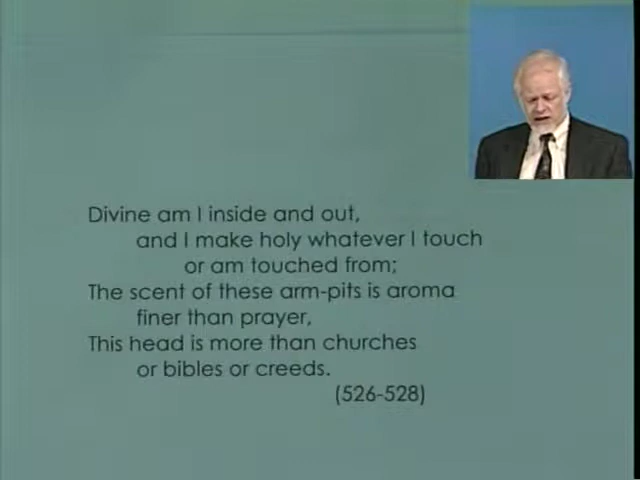 Divine am I inside and out,
and I make holy whatever I touch
or am touched from;
The scent of these arm-pits is aroma
finer than prayer,
This head is more than churches
or bibles or creeds.
(526-528)